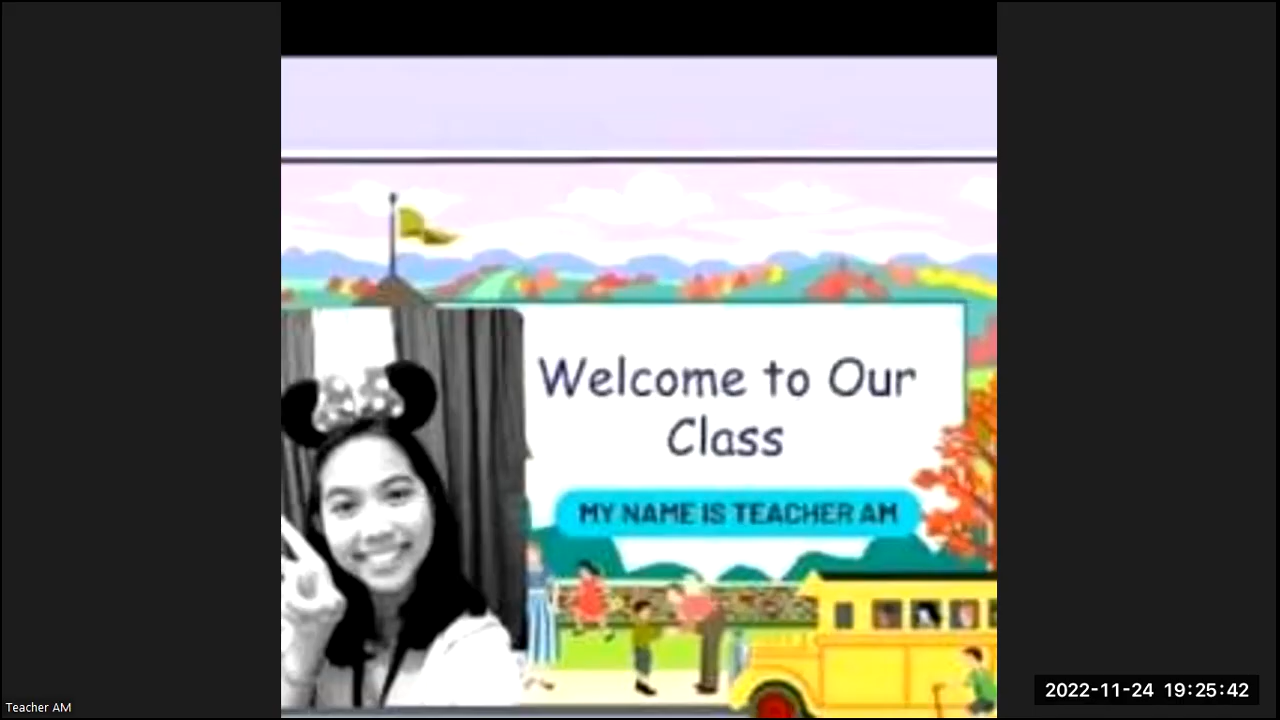 Welcome to Our
Class
MY NAME IS TEACHER AM
Teacher AM
2022-11-24 19:25:42